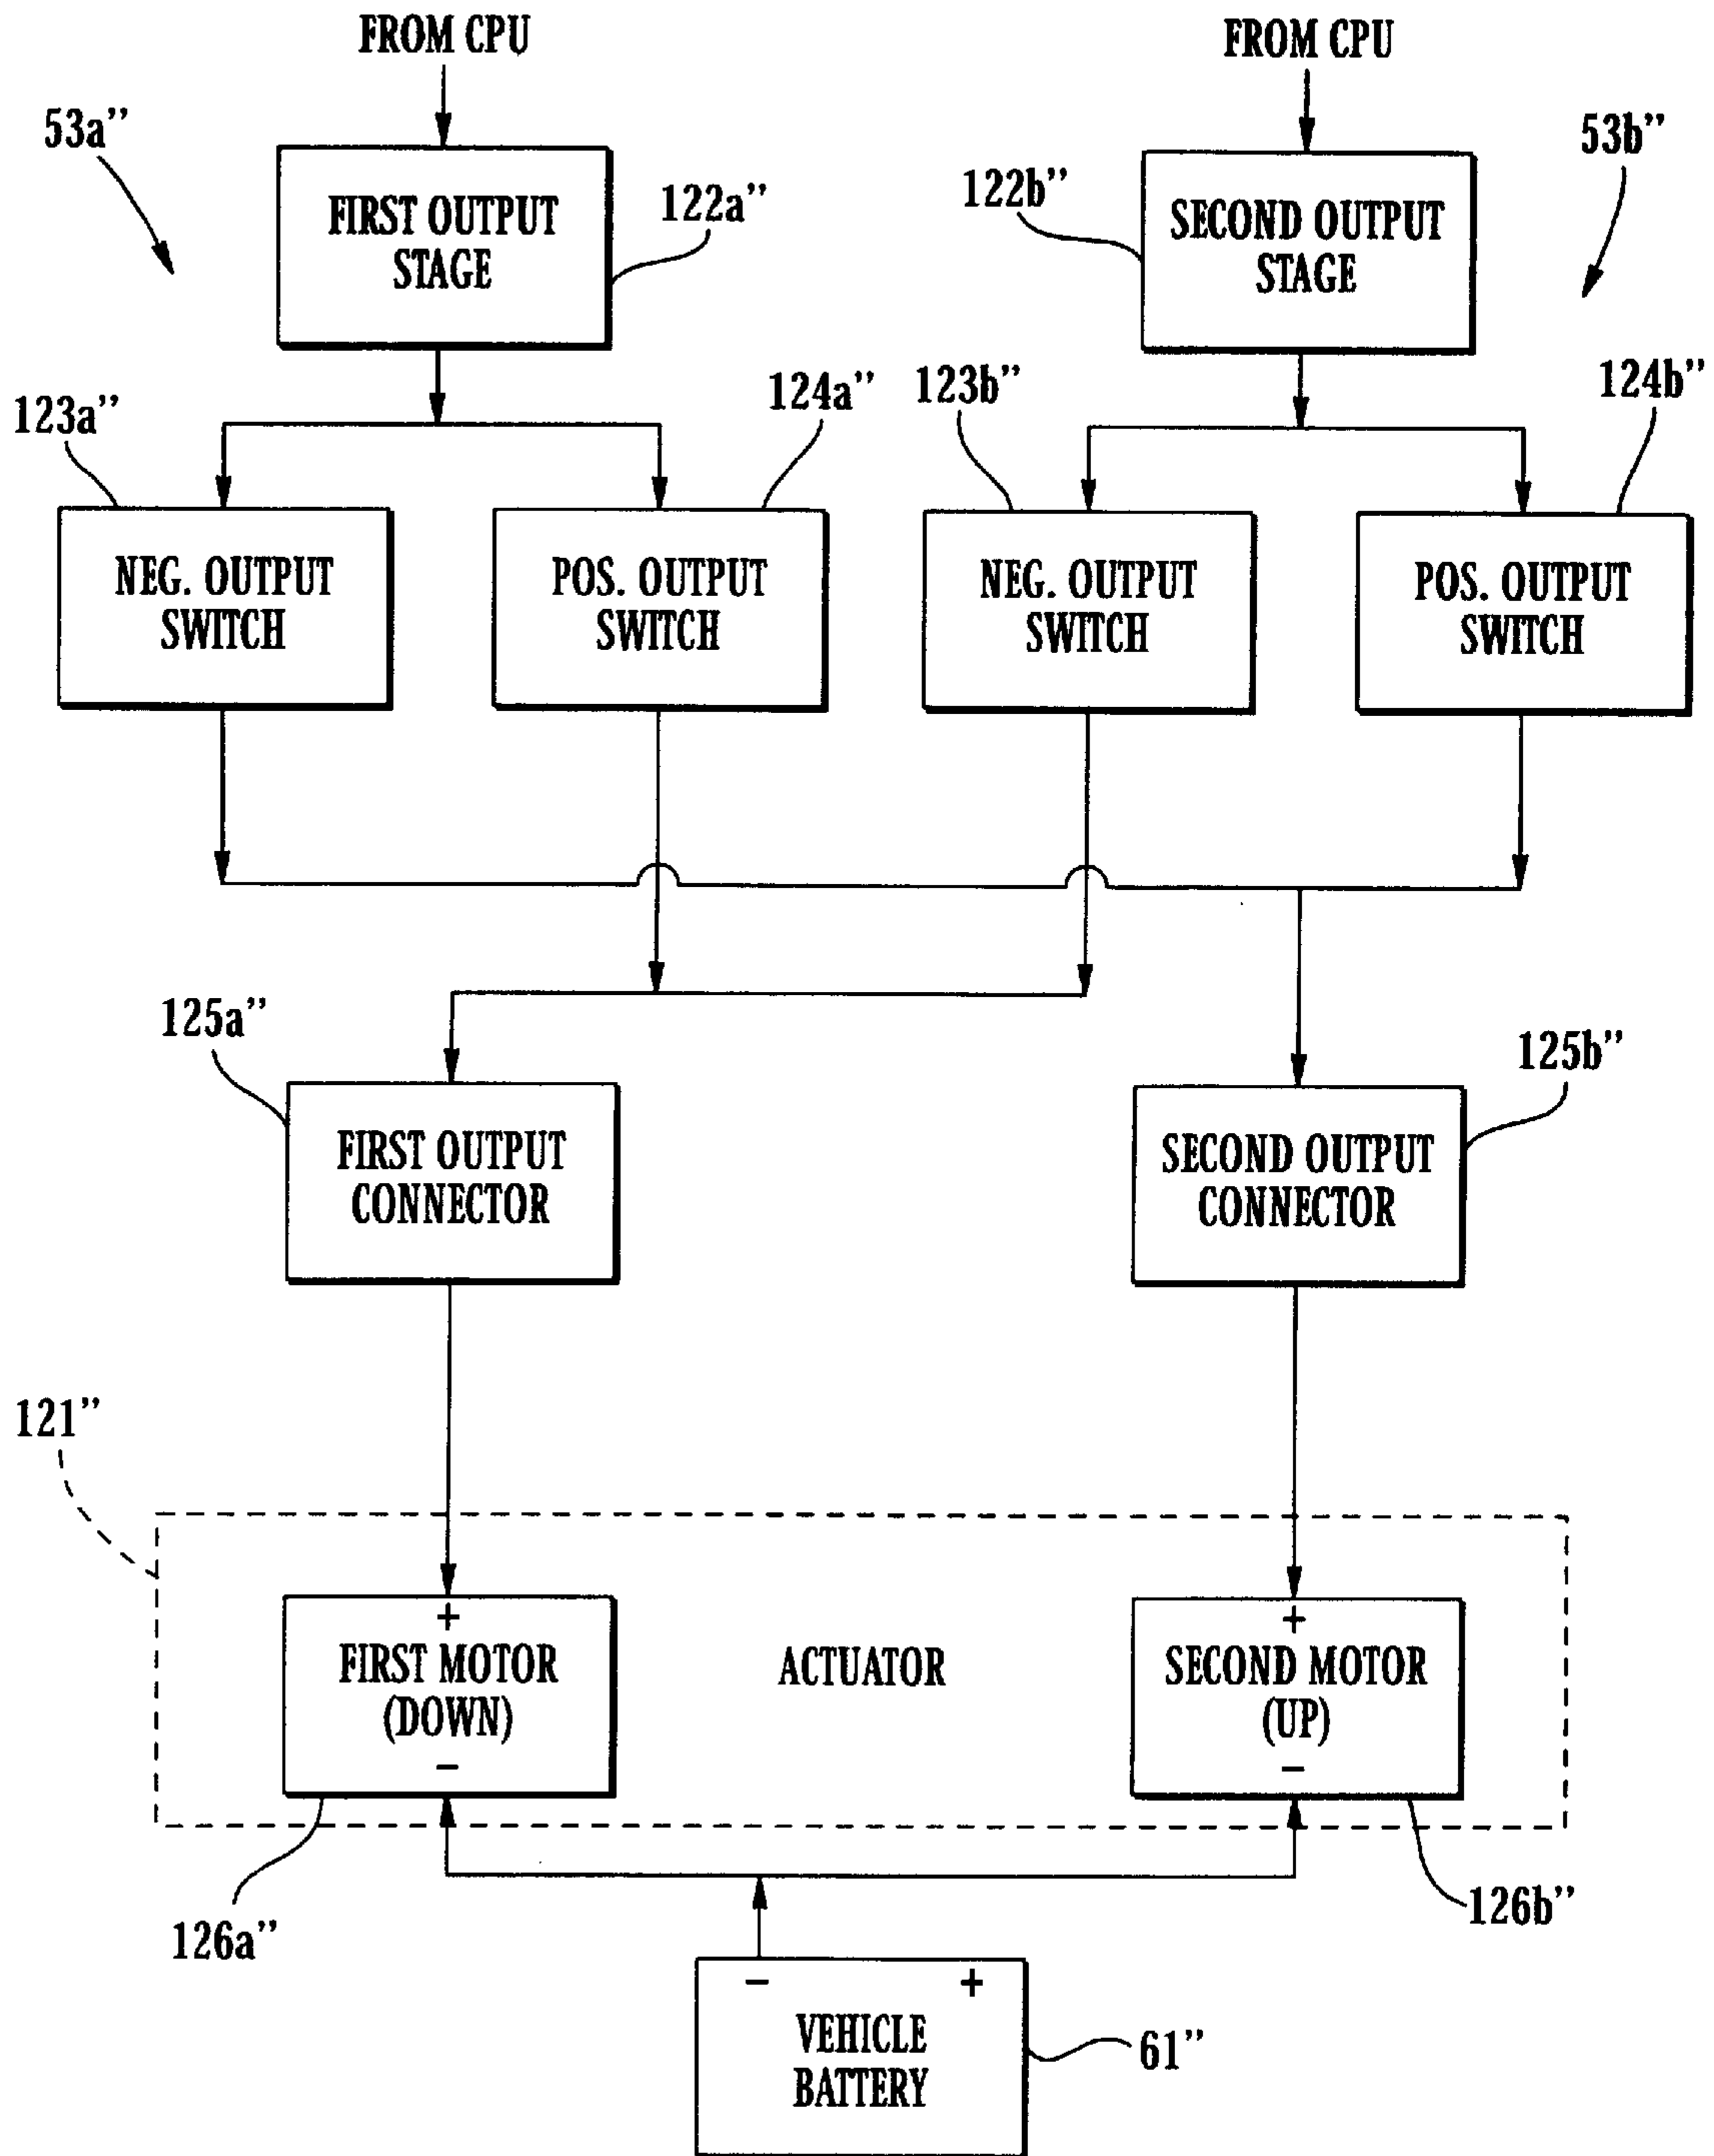 FROM CPU
FROM CPU
53a”
53b”
FIRST OUTPUT
STAGE
122a”
122b”
SECOND OUTPUT
STAGE
123a”
124a”
123b”
124b”
NEG. OUTPUT
SWITCH
POS. OUTPUT
SWITCH
NEG. OUTPUT
SWITCH
POS. OUTPUT
SWITCH
125a”
125b”
FIRST OUTPUT
CONNECTOR
SECOND OUTPUT
CONNECTOR
121”
+
FIRST MOTOR
(DOWN)
−
ACTUATOR
+
SECOND MOTOR
(UP)
−
126a”
126b”
− +
VEHICLE
BATTERY
61”